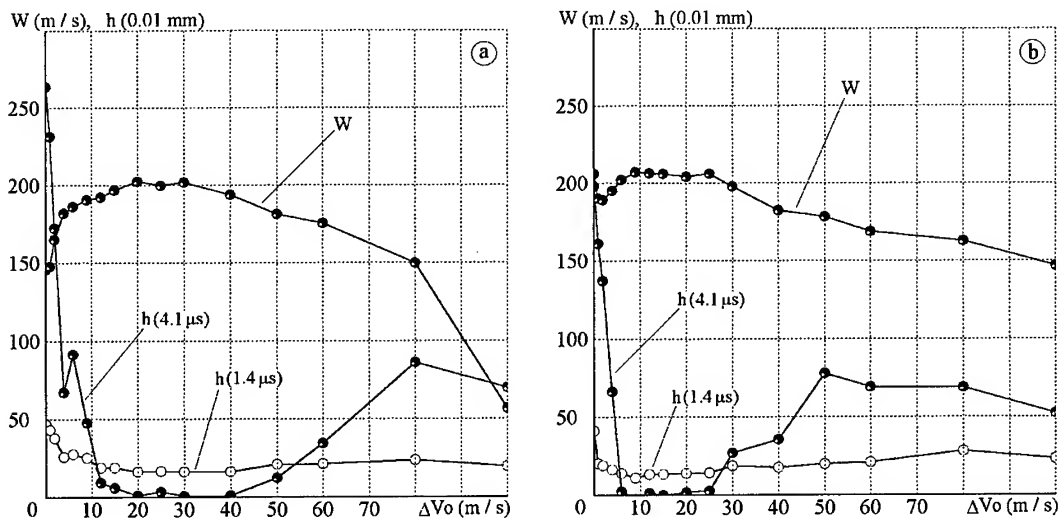 W (m / s), h (0.01 mm)
a
250
200
150
100
50
0
W
h (4.1 μs)
h (1.4 μs)
10 20 30 40 50 60 70 ΔVo (m / s)
W (m / s), h (0.01 mm)
b
250
200
150
100
50
0
W
h (4.1 μs)
h (1.4 μs)
10 20 30 40 50 60 70 ΔVo (m / s)